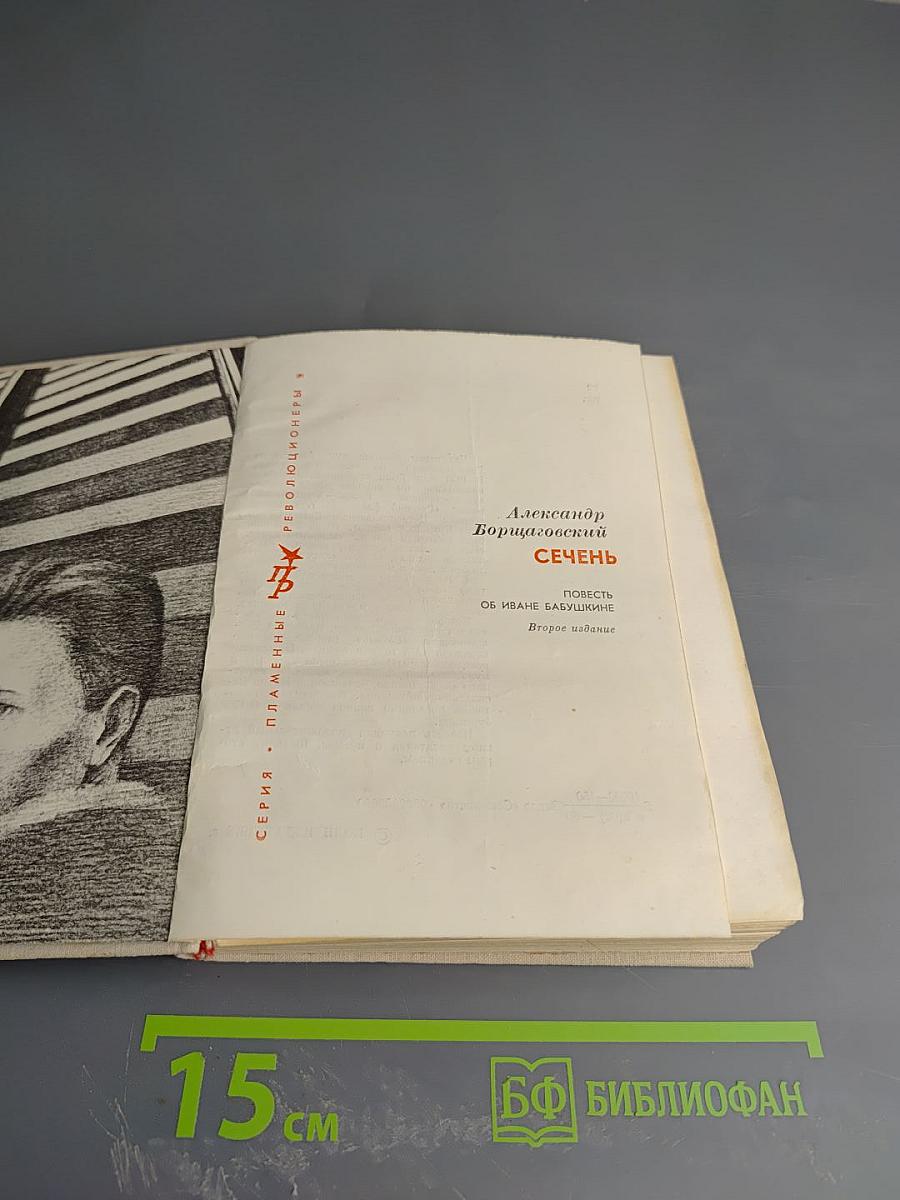 СЕРИЯ • ПЛАМЕННЫЕ ПР РЕВОЛЮЦИОНЕРЫ
Александр
Борщаговский
СЕЧЕНЬ
ПОВЕСТЬ
ОБ ИВАНЕ БАБУШКИНЕ
Второе издание
15 см
БФ БИБЛИОФАН